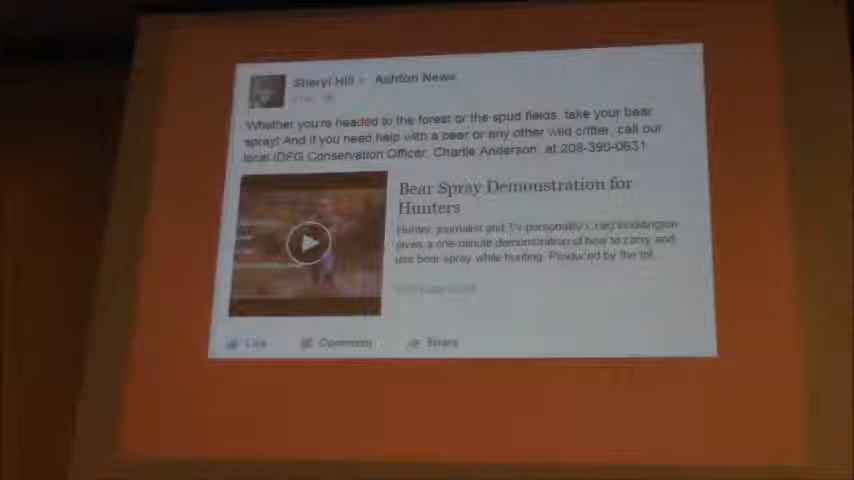 Sheryl Hill Ashton News
Whether you're headed to the forest or the spud fields, take your bear
spray! And if you need help with a bear or any other wild critter, call our
local IDFG Conservation Officer, Charlie Anderson, at 208-390-0631
Bear Spray Demonstration for
Hunters
Hunter, journalist and TV personality
gives a one-minute demonstration of how to carry and
use bear spray while hunting. Produced by the
Like Comment Share